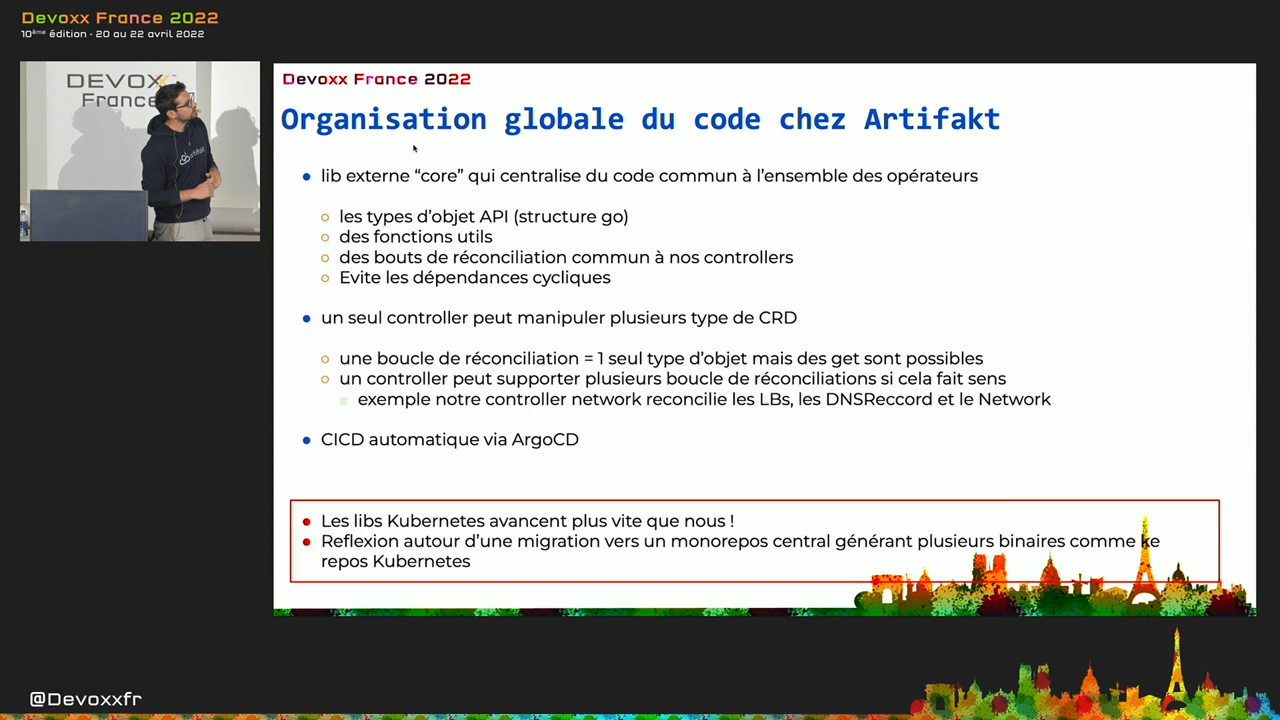 Devoxx France 2022
10ème édition - 20 au 22 avril 2022
DEVOXX
France
artifakt
Devoxx France 2022
Organisation globale du code chez Artifakt
lib externe “core” qui centralise du code commun à l’ensemble des opérateurs
les types d’objet API (structure go)
des fonctions utils
des bouts de réconciliation commun à nos controllers
Evite les dépendances cycliques
un seul controller peut manipuler plusieurs type de CRD
une boucle de réconciliation = 1 seul type d’objet mais des get sont possibles
un controller peut supporter plusieurs boucle de réconciliations si cela fait sens
exemple notre controller network reconcilie les LBs, les DNSReccord et le Network
CICD automatique via ArgoCD
Les libs Kubernetes avancent plus vite que nous !
Reflexion autour d’une migration vers un monorepos central générant plusieurs binaires comme ke
repos Kubernetes
@Devoxxfr